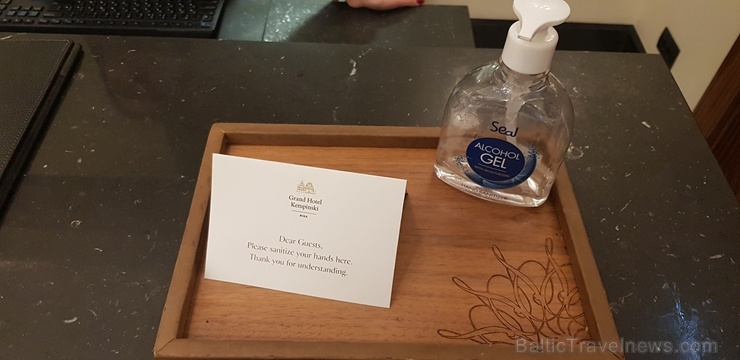 Seal
ALCOHOL
GEL
Grand Hotel
Kempinski
RIGA
Dear Guests,
Please sanitize your hands here.
Thank you for understanding.
BalticTravelnews.com